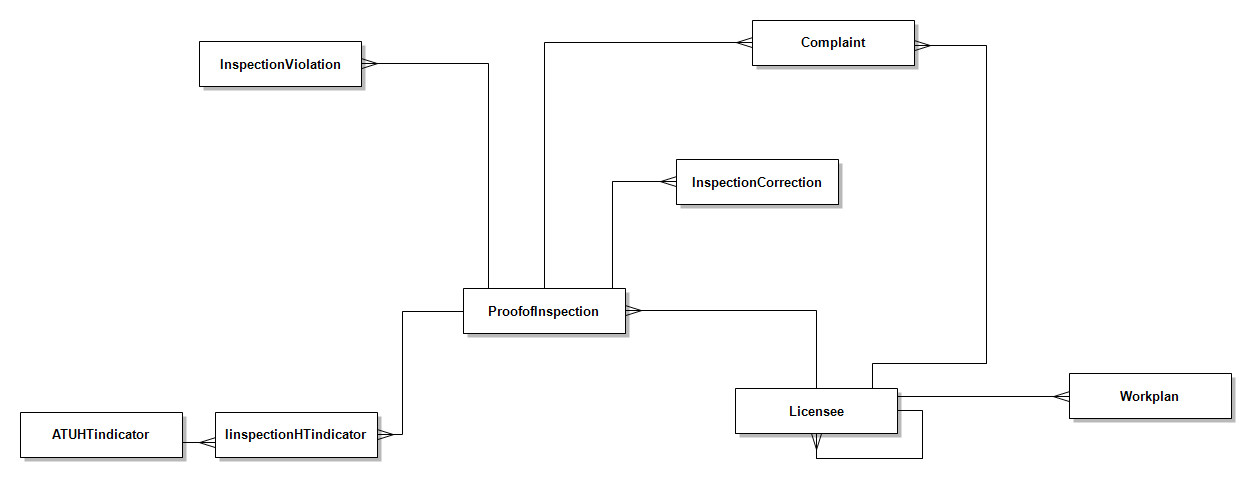 Complaint
InspectionViolation
InspectionCorrection
ProofofInspection
Workplan
Licensee
ATUHTindicator
IinspectionHTindicator